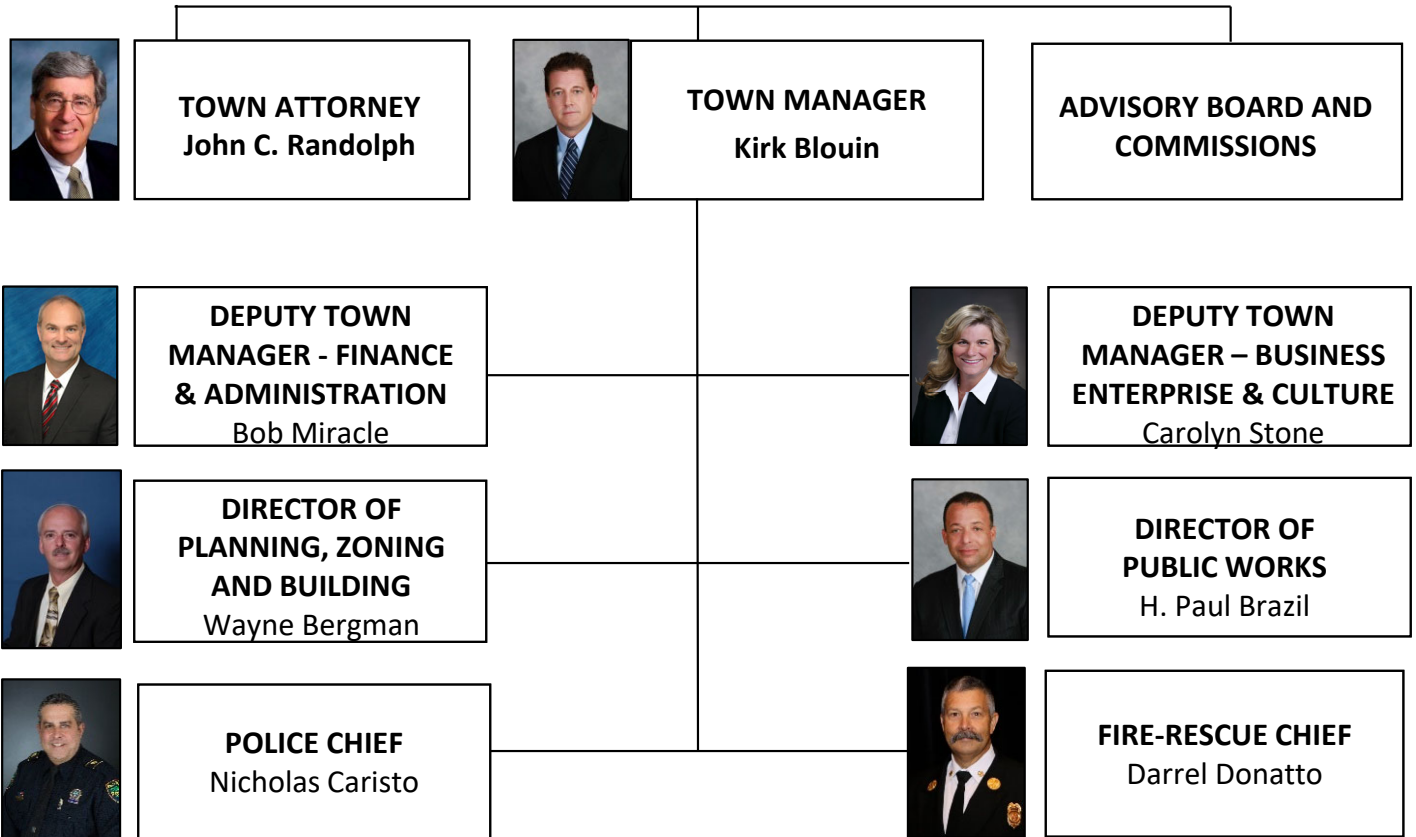 TOWN ATTORNEY
John C. Randolph
TOWN MANAGER
Kirk Blouin
ADVISORY BOARD AND
COMMISSIONS
DEPUTY TOWN
MANAGER - FINANCE
& ADMINISTRATION
Bob Miracle
DEPUTY TOWN
MANAGER – BUSINESS
ENTERPRISE & CULTURE
Carolyn Stone
DIRECTOR OF
PLANNING, ZONING
AND BUILDING
Wayne Bergman
DIRECTOR OF
PUBLIC WORKS
H. Paul Brazil
POLICE CHIEF
Nicholas Caristo
FIRE-RESCUE CHIEF
Darrel Donatto